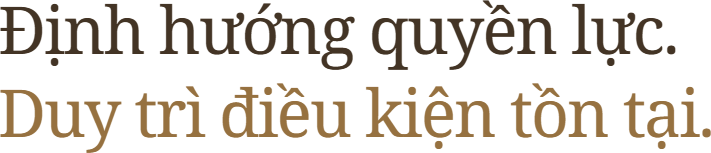 Định hướng quyền lực.
Duy trì điều kiện tồn tại.